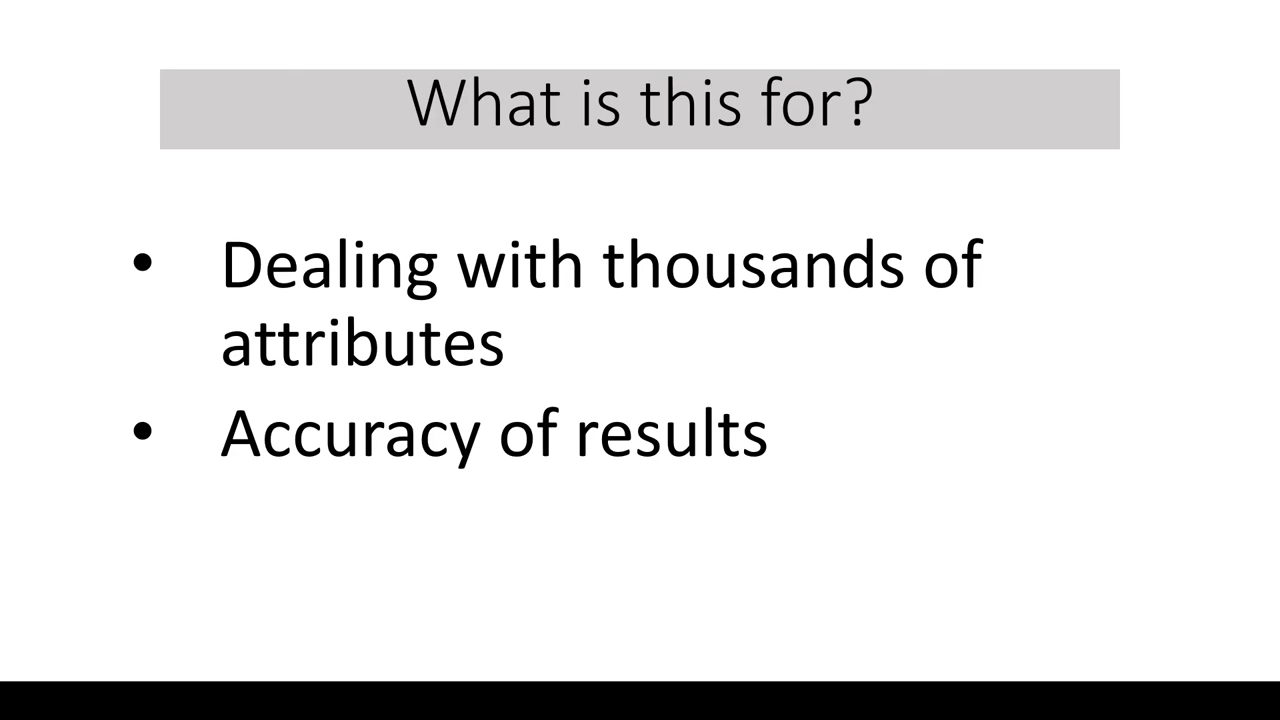 What is this for?
• Dealing with thousands of
attributes
• Accuracy of results